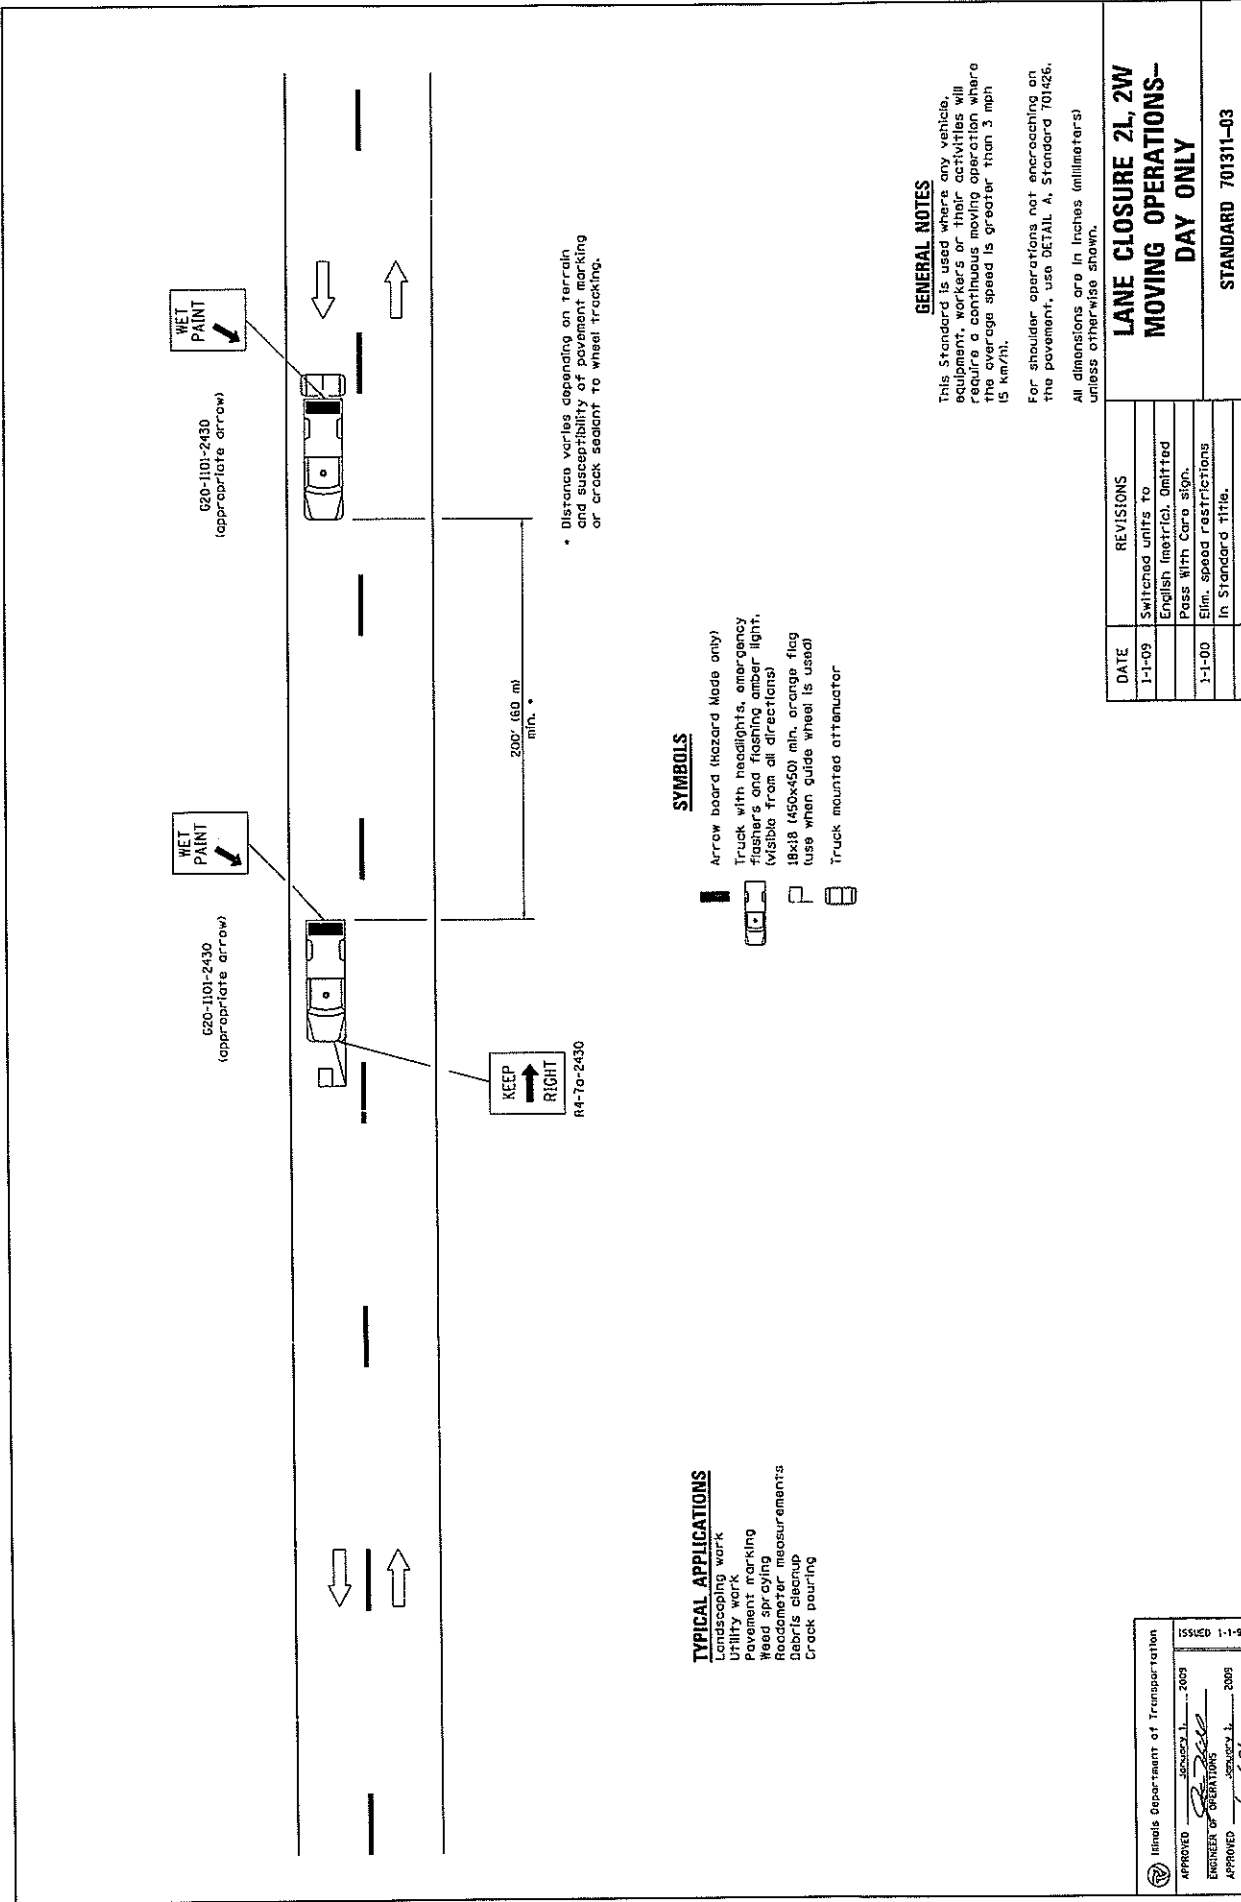 G20-I101-2430
(appropriate arrow)
WET
PAINT
G20-I101-2430
(appropriate arrow)
WET
PAINT
KEEP
RIGHT
R4-7a-2430
200' (60 m)
min. *
* Distance varies depending on terrain
and susceptibility of pavement marking
or crack sealant to wheel tracking.
TYPICAL APPLICATIONS
Landscaping work
Utility work
Pavement marking
Weed spraying
Roadometer measurements
Debris cleanup
Crack pouring
SYMBOLS
Arrow board (Hazard Mode only)
Truck with headlights, emergency
flashers and flashing amber light.
(visible from all directions)
18x18 (450x450) min. orange flag
(use when guide wheel is used)
Truck mounted attenuator
GENERAL NOTES
This Standard is used where any vehicle,
equipment, workers or their activities will
require a continuous moving operation where
the average speed is greater than 3 mph
(5 km/h).
For shoulder operations not encroaching on
the pavement, use DETAIL A, Standard 701426.
All dimensions are in inches (millimeters)
unless otherwise shown.
Illinois Department of Transportation
APPROVED January 1, 2009
ENGINEER OF OPERATIONS
APPROVED January 1, 2009
ISSUED 1-1-9
DATE REVISIONS
1-1-09 Switched units to
English (metric). Omitted
Pass With Care sign.
1-1-00 Elim. speed restrictions
in Standard title.
LANE CLOSURE 2L, 2W
MOVING OPERATIONS–
DAY ONLY
STANDARD 701311–03